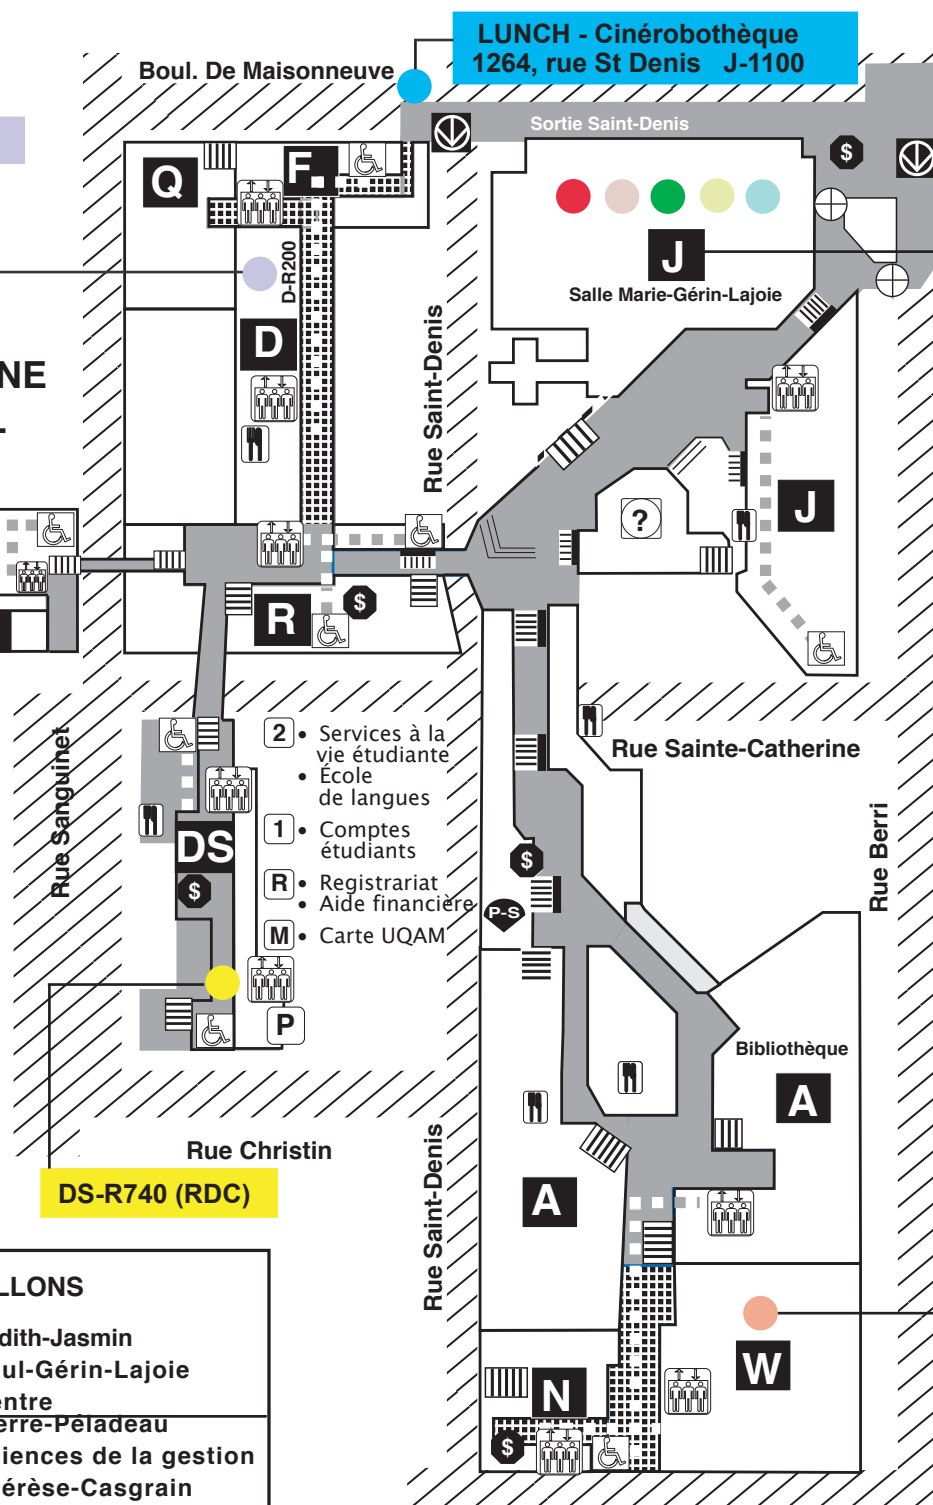 LUNCH - Cinérobothèque
1264, rue St Denis J-1100
Boul. De Maisonneuve
Sortie Saint-Denis
$
Q
F
D-R200
J
Salle Marie-Gérin-Lajoie
Rue Saint-Denis
D
NE
?
J
R
$
2 • Services à la
vie étudiante
• École
de langues
1 • Comptes
étudiants
R • Registrariat
• Aide financière
M • Carte UQAM
P
Rue Sanguinet
DS
$
Rue Sainte-Catherine
Rue Berri
$
P-S
Bibliothèque
A
Rue Christin
DS-R740 (RDC)
A
Rue Saint-Denis
W
N
$
LLONS
dith-Jasmin
ul-Gérin-Lajoie
entre
erre-Péladeau
iences de la gestion
érèse-Casgrain